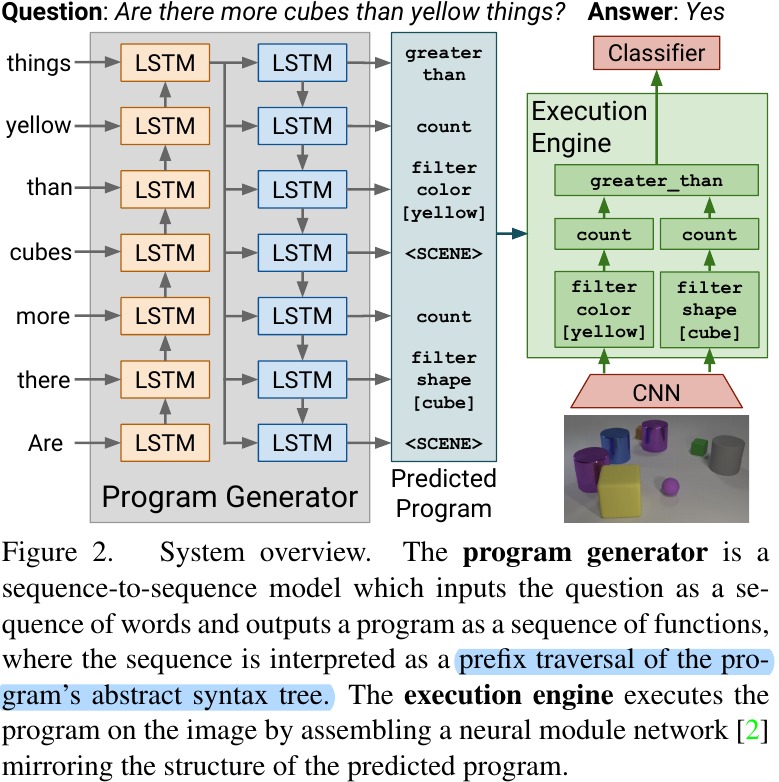 Question: Are there more cubes than yellow things? Answer: Yes
things
LSTM
LSTM
greater
than
yellow
LSTM
LSTM
count
than
LSTM
LSTM
filter
color
[yellow]
cubes
LSTM
LSTM
<SCENE>
more
LSTM
LSTM
count
there
LSTM
LSTM
filter
shape
[cube]
Are
LSTM
LSTM
<SCENE>
Program Generator
Predicted
Program
Classifier
Execution
Engine
greater_than
count
count
filter
color
[yellow]
filter
shape
[cube]
CNN
Figure 2. System overview. The program generator is a
sequence-to-sequence model which inputs the question as a se-
quence of words and outputs a program as a sequence of functions,
where the sequence is interpreted as a prefix traversal of the pro-
gram's abstract syntax tree. The execution engine executes the
program on the image by assembling a neural module network [2]
mirroring the structure of the predicted program.